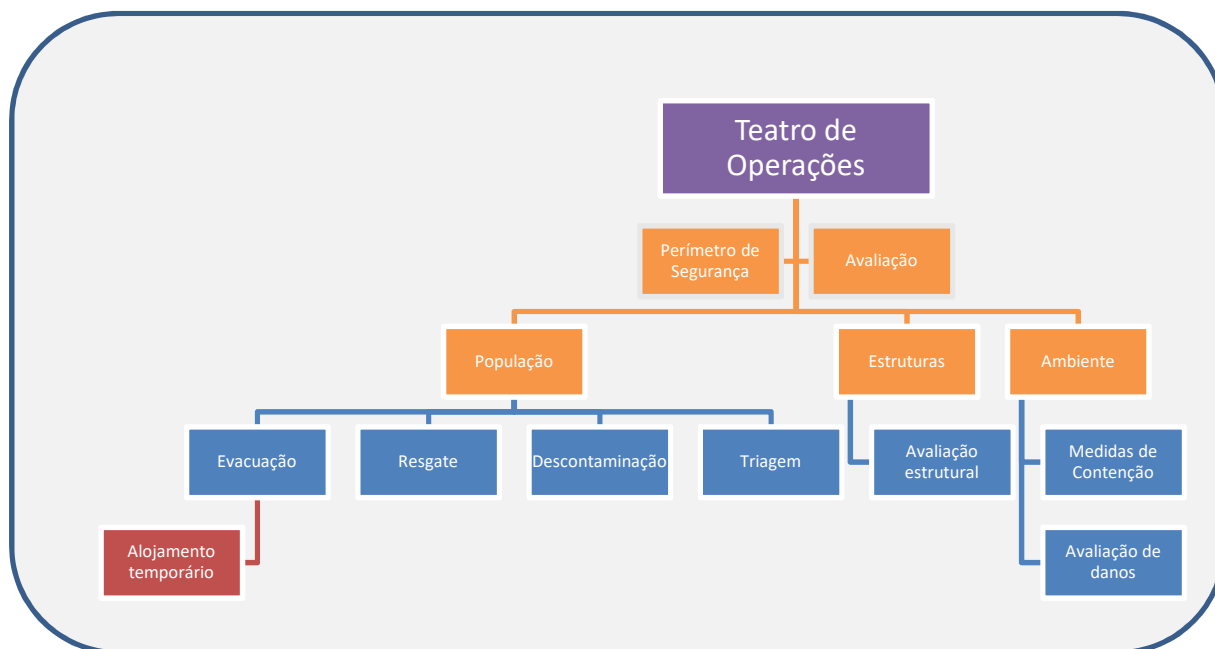 Teatro de
Operações
Perímetro de
Segurança
Avaliação
População
Estruturas
Ambiente
Evacuação
Resgate
Descontaminação
Triagem
Avaliação
estrutural
Medidas de
Contenção
Alojamento
temporário
Avaliação de
danos